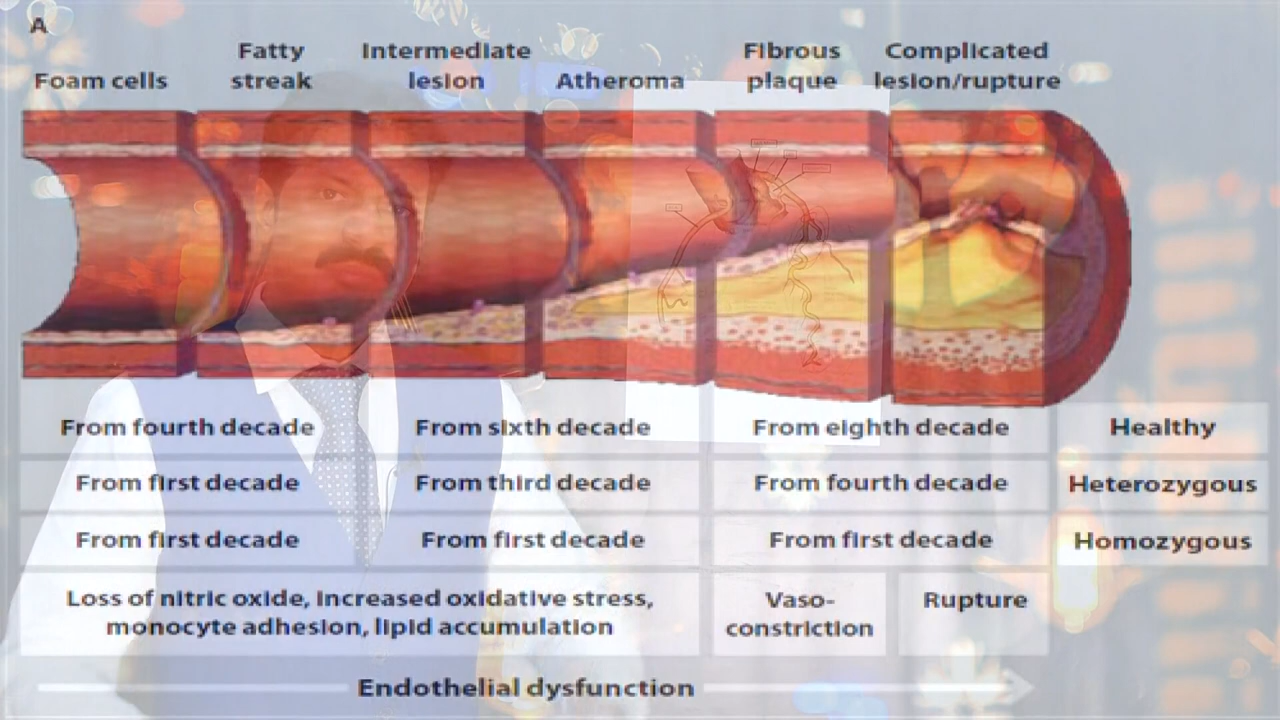 A
Foam cells
Fatty
streak
Intermediate
lesion
Atheroma
Fibrous
plaque
Complicated
lesion/rupture
From fourth decade
From sixth decade
From eighth decade
Healthy
From first decade
From third decade
From fourth decade
Heterozygous
From first decade
From first decade
From first decade
Homozygous
Loss of nitric oxide, increased oxidative stress,
monocyte adhesion, lipid accumulation
Vaso-
constriction
Rupture
Endothelial dysfunction